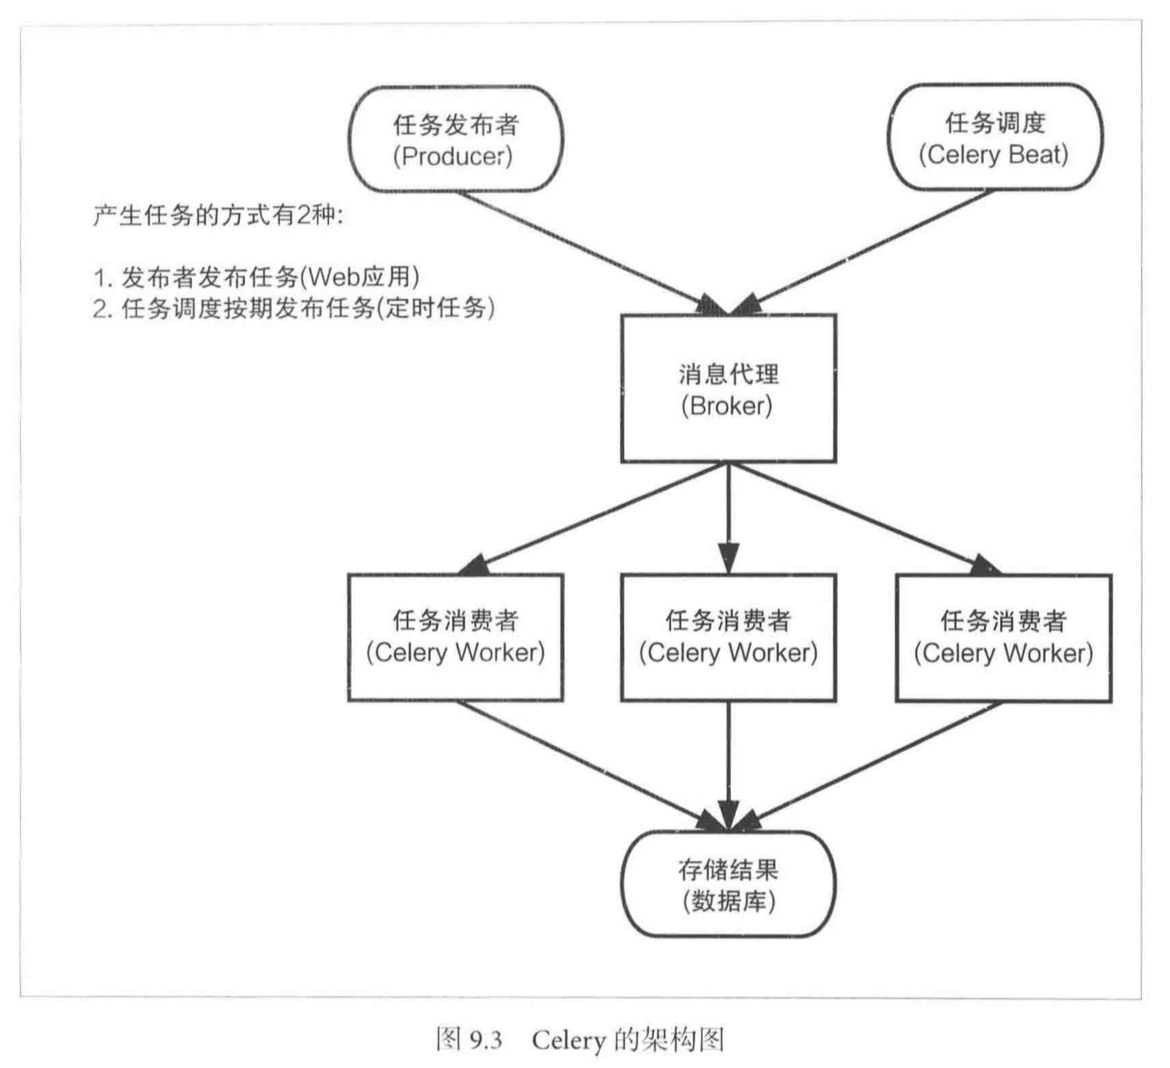 任务发布者
(Producer)
任务调度
(Celery Beat)
产生任务的方式有2种:
1. 发布者发布任务(Web应用)
2. 任务调度按期发布任务(定时任务)
消息代理
(Broker)
任务消费者
(Celery Worker)
任务消费者
(Celery Worker)
任务消费者
(Celery Worker)
存储结果
(数据库)
图 9.3 Celery 的架构图